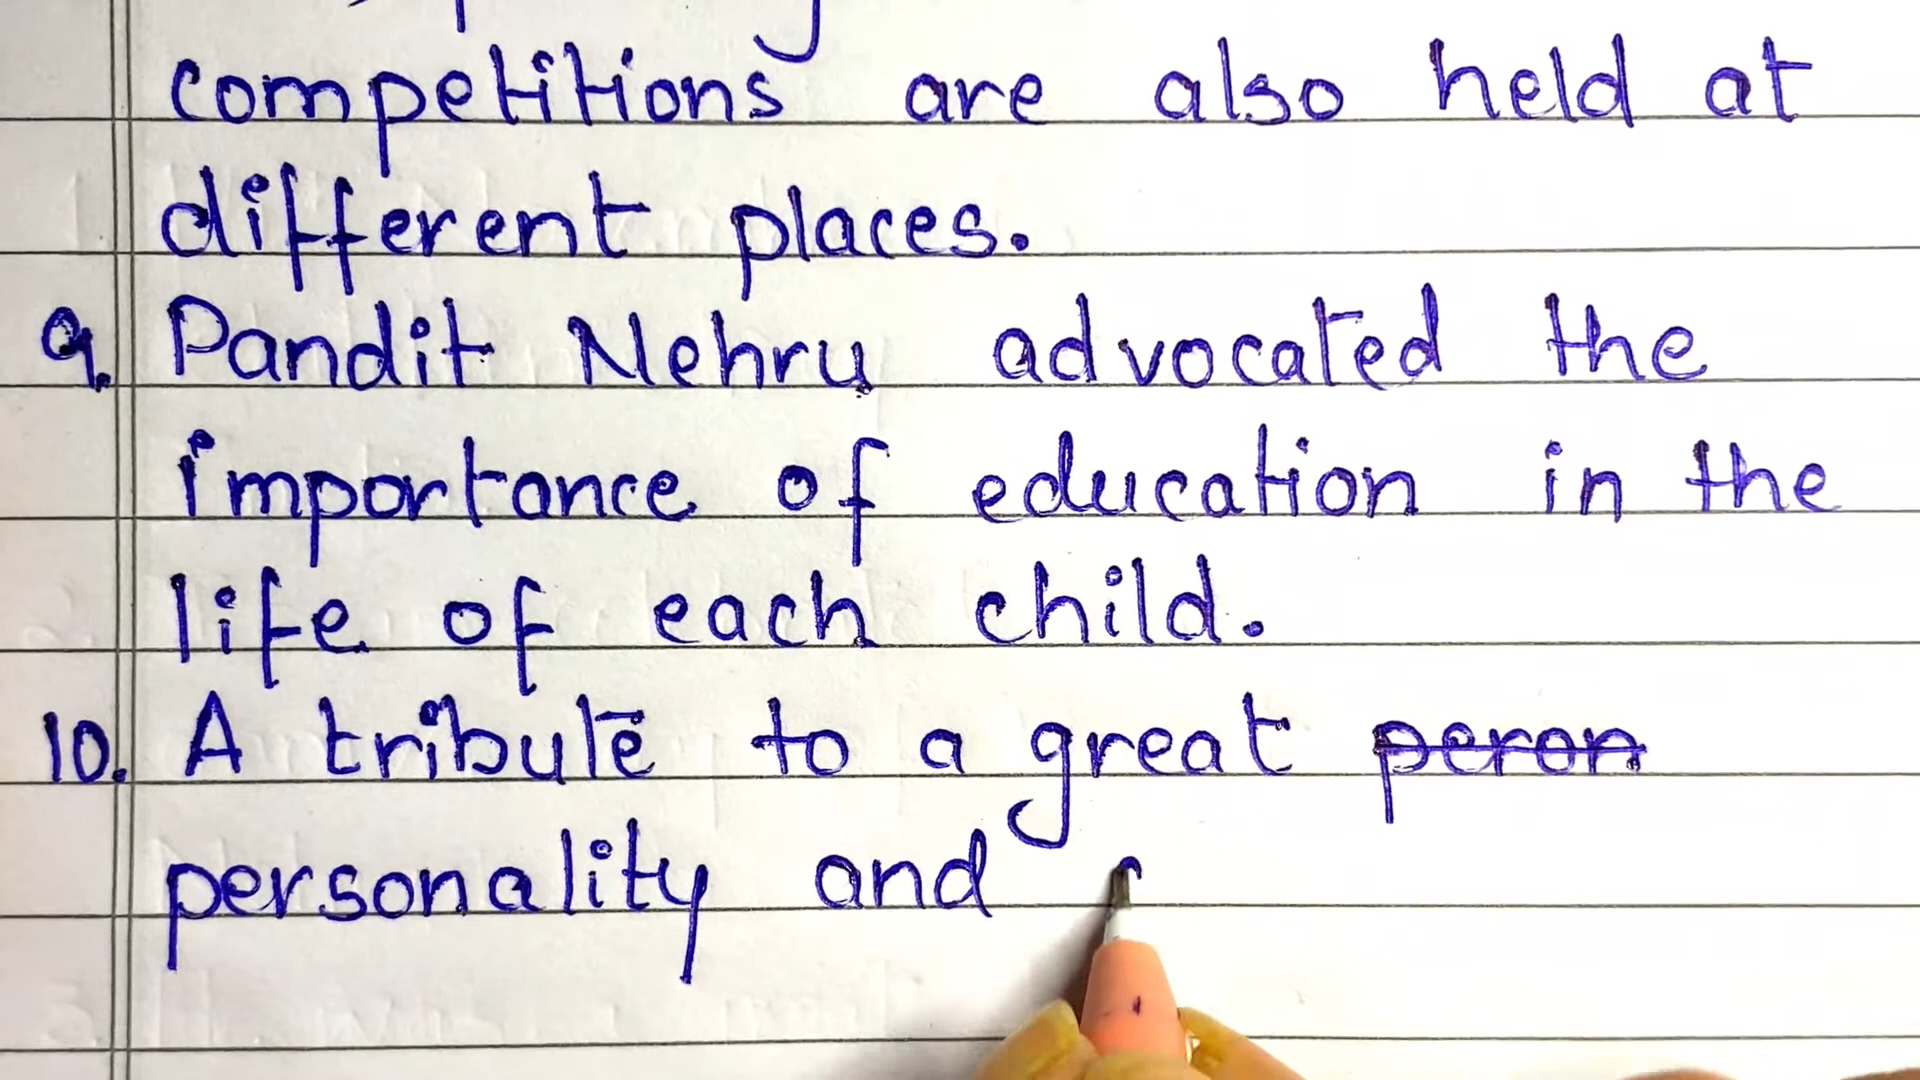 competitions are also held at
different places.
9. Pandit Nehru advocated the
importance of education in the
life of each child.
10. A tribute to a great peron
personality and